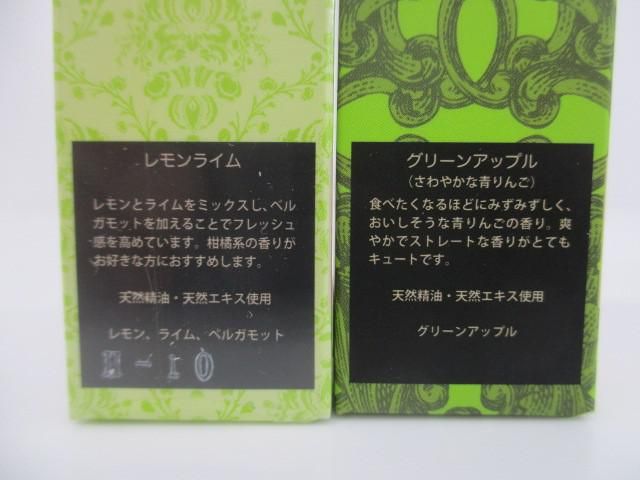 レモンライム
レモンとライムをミックスし、ベル
ガモットを加えることでフレッシュ
感を高めています。柑橘系の香りが
お好きな方におすすめします。
天然精油・天然エキス使用
レモン、ライム、ベルガモット
-10
グリーンアップル
（さわやかな青りんご）
食べたくなるほどにみずみずしく、
おいしそうな青りんごの香り。爽
やかでストレートな香りがとても
キュートです。
天然精油・天然エキス使用
グリーンアップル